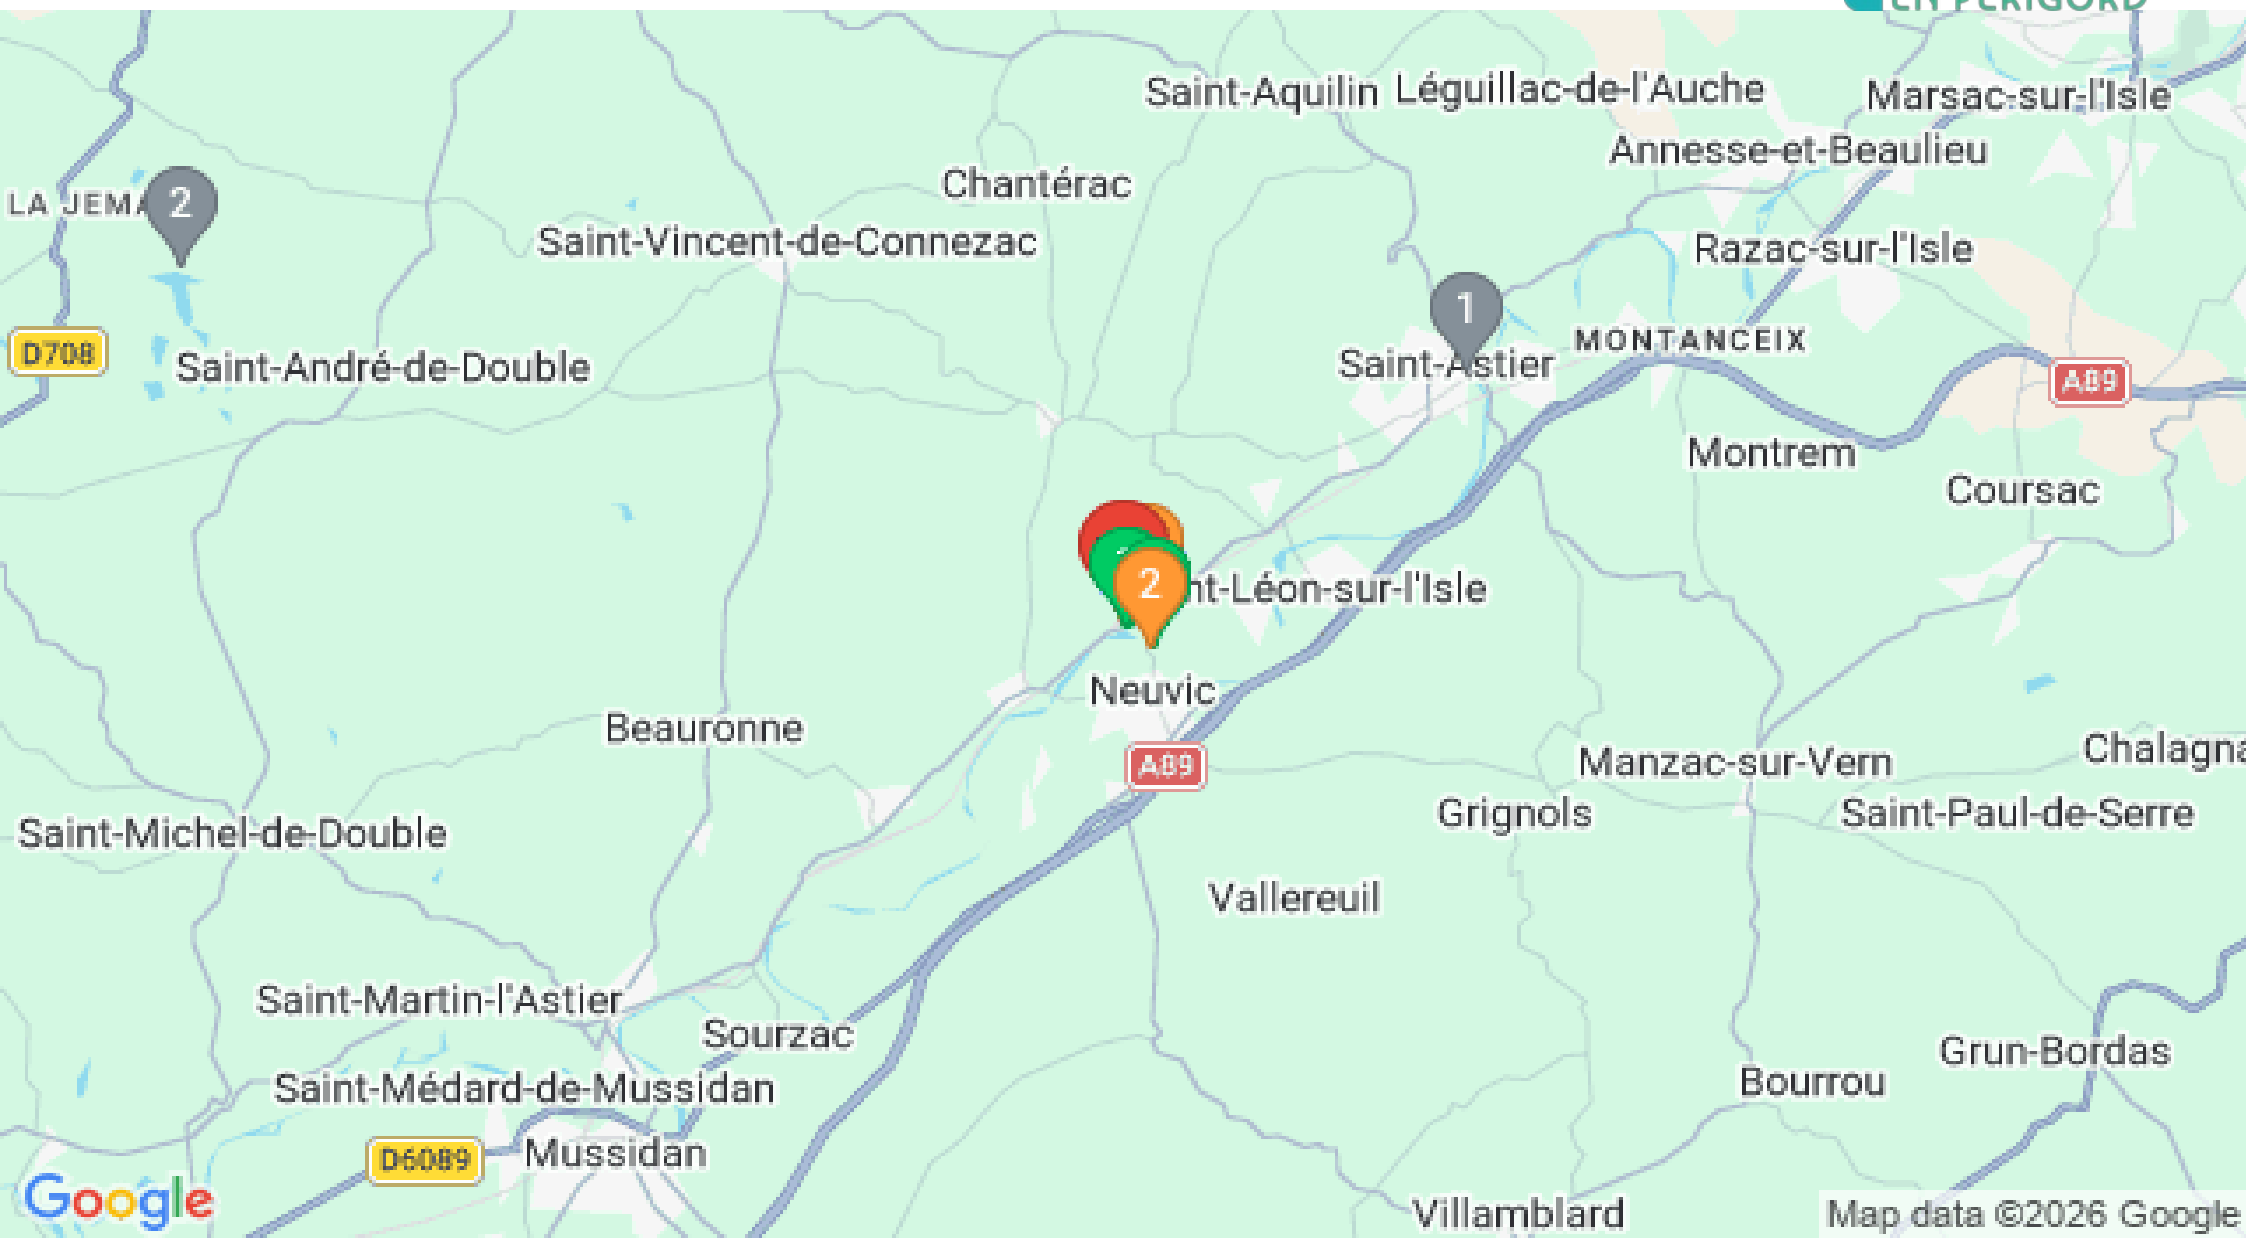 EN PÉRIGORD
Saint-Aquilin
Léguillac-de-l'Auche
Marsac-sur-l'Isle
Annesse-et-Beaulieu
Chantérac
LA JEMA
2
Saint-Vincent-de-Connezac
Razac-sur-l'Isle
1
MONTANCEIX
D708
Saint-André-de-Double
Saint-Astier
A89
Montrem
Coursac
2
nt-Léon-sur-l'Isle
Neuvic
Beauronne
A89
Manzac-sur-Vern
Chalagna
Grignols
Saint-Paul-de-Serre
Saint-Michel-de-Double
Vallereuil
Saint-Martin-l'Astier
Sourzac
Grun-Bordas
Saint-Médard-de-Mussidan
Bourrou
D6089
Mussidan
Google
Villamblard
Map data ©2026 Google